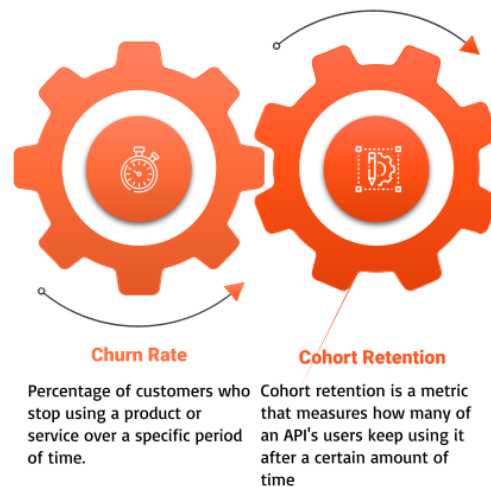 Churn Rate
Percentage of customers who
stop using a product or
service over a specific period
of time.
Cohort Retention
Cohort retention is a metric
that measures how many of
an API's users keep using it
after a certain amount of
time